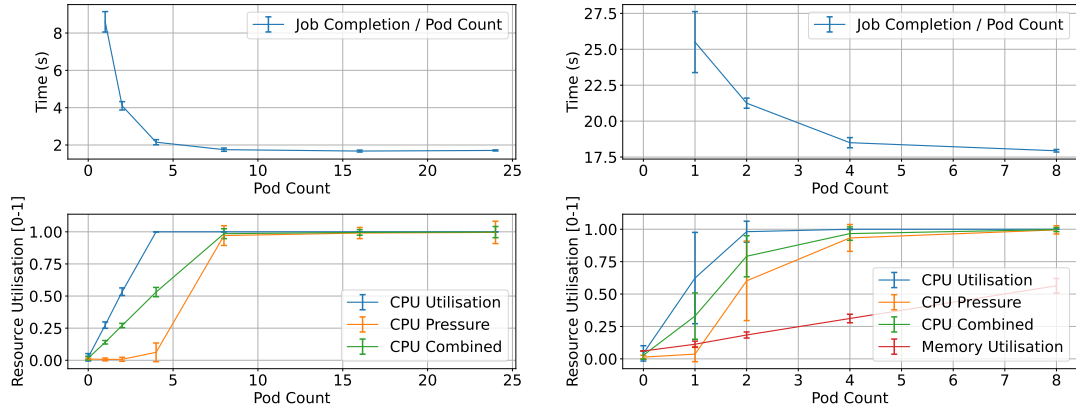 Job Completion / Pod Count
Time (s)
8
6
4
2
0 5 10 15 20 25
Pod Count
Job Completion / Pod Count
Time (s)
27.5
25.0
22.5
20.0
17.5
0 1 2 3 4 5 6 7 8
Pod Count
Resource Utilisation [0-1]
1.00
0.75
0.50
0.25
0.00
CPU Utilisation
CPU Pressure
CPU Combined
0 5 10 15 20 25
Pod Count
Resource Utilisation [0-1]
1.00
0.75
0.50
0.25
0.00
CPU Utilisation
CPU Pressure
CPU Combined
Memory Utilisation
0 1 2 3 4 5 6 7 8
Pod Count